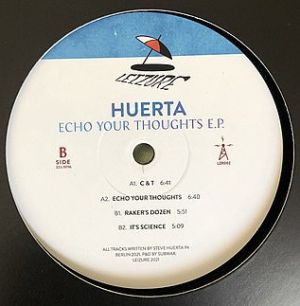 LEIZURE
HUERTA
ECHO YOUR THOUGHTS E.P.
B
SIDE
A1. C & T 6:41
A2. ECHO YOUR THOUGHTS 6:40
B1. RAKER'S DOZEN 5:51
B2. IT'S SCIENCE 5:09
ALL TRACKS WRITTEN BY STEVE HUERTA IN
BERLIN 2021. P&D BY SUBWAX.
LEIZURE 2021